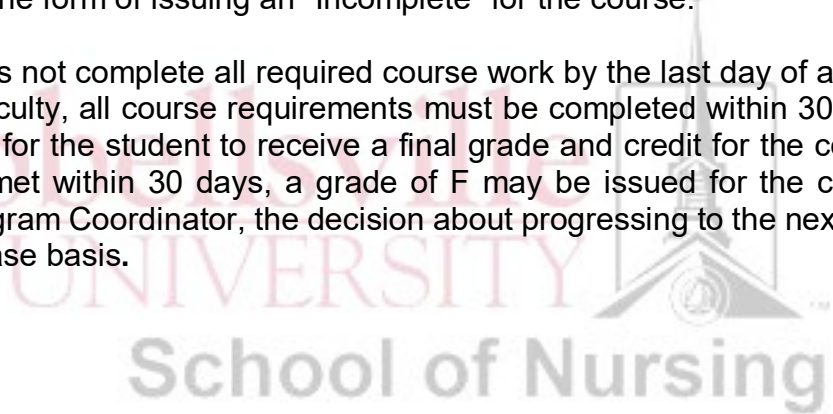 he form of issuing an "incomplete" for the course.
s not complete all required course work by the last day of a
culty, all course requirements must be completed within 30
for the student to receive a final grade and credit for the c
met within 30 days, a grade of F may be issued for the c
gram Coordinator, the decision about progressing to the nex
ase basis.
bellsville
UNIVERSITY
School of Nursing